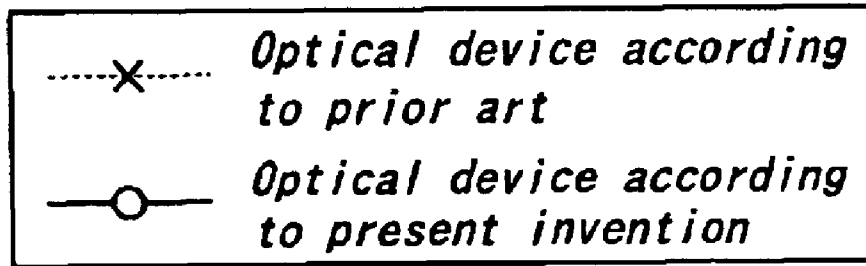 Optical device according
to prior art
Optical device according
to present invention